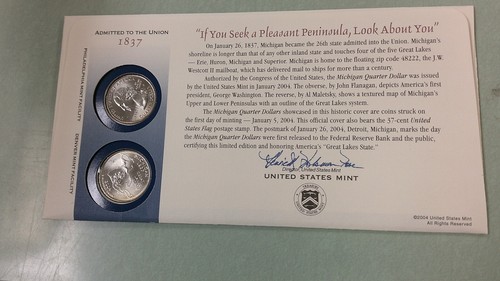 ADMITTED TO THE UNION
1837
PHILADELPHIA MINT FACILITY
DENVER MINT FACILITY
"If You Seek a Pleasant Peninsula, Look About You"
On January 26, 1837, Michigan became the 26th state admitted into the Union. Michigan's
shoreline is longer than that of any other inland state and touches four of the five Great Lakes
— Erie, Huron, Michigan and Superior. Michigan is home to the floating zip code 48222, the J.W.
Westcott II mailboat, which has delivered mail to ships for more than a century.
Authorized by the Congress of the United States, the Michigan Quarter Dollar was issued
by the United States Mint in January 2004. The obverse, by John Flanagan, depicts America's first
president, George Washington. The reverse, by Al Maletsky, shows a textured map of Michigan's
Upper and Lower Peninsulas with an outline of the Great Lakes system.
The Michigan Quarter Dollars showcased in this historic cover are coins struck on
the first day of minting — January 5, 2004. This official cover also bears the 37-cent United
States Flag postage stamp. The postmark of January 26, 2004, Detroit, Michigan, marks the day
the Michigan Quarter Dollars were first released to the Federal Reserve Bank and the public,
certifying this limited edition and honoring America's "Great Lakes State."
Director, United States Mint
UNITED STATES MINT
©2004 United States Mint
All Rights Reserved